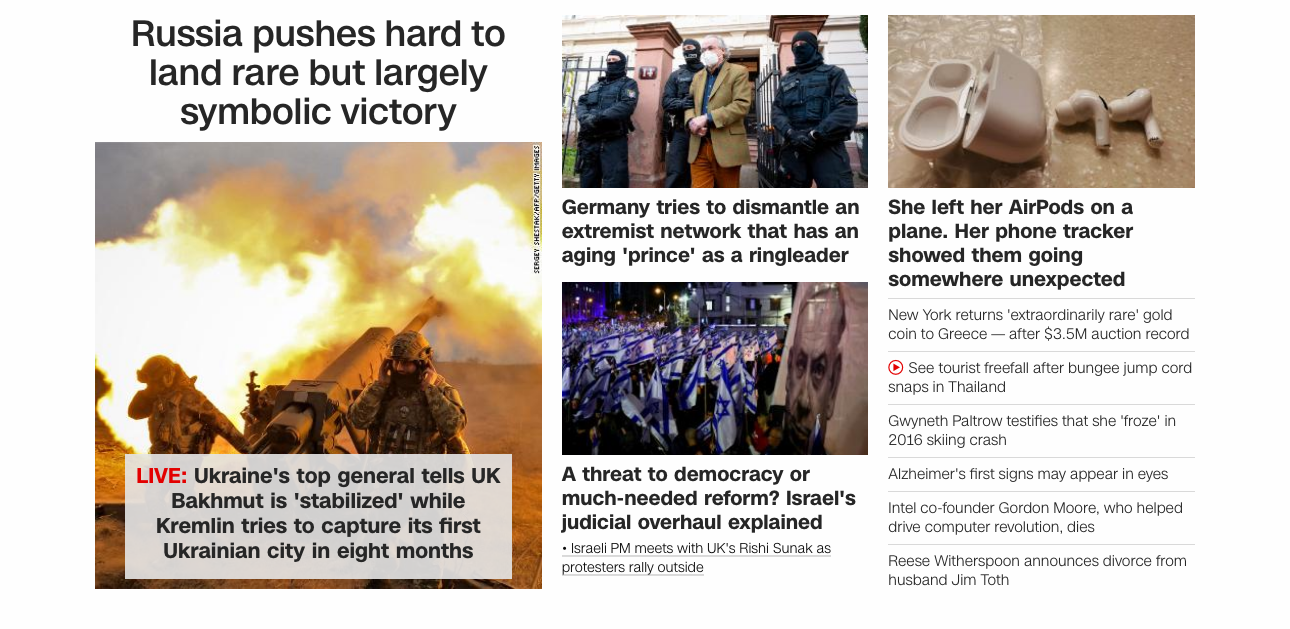 Russia pushes hard to
land rare but largely
symbolic victory
SERGEY SHESTAK/AFP/GETTY IMAGES
LIVE: Ukraine's top general tells UK
Bakhmut is 'stabilized' while
Kremlin tries to capture its first
Ukrainian city in eight months
17
Germany tries to dismantle an
extremist network that has an
aging 'prince' as a ringleader
A threat to democracy or
much-needed reform? Israel's
judicial overhaul explained
• Israeli PM meets with UK's Rishi Sunak as
protesters rally outside
She left her AirPods on a
plane. Her phone tracker
showed them going
somewhere unexpected
New York returns 'extraordinarily rare' gold
coin to Greece — after $3.5M auction record
See tourist freefall after bungee jump cord
snaps in Thailand
Gwyneth Paltrow testifies that she 'froze' in
2016 skiing crash
Alzheimer's first signs may appear in eyes
Intel co-founder Gordon Moore, who helped
drive computer revolution, dies
Reese Witherspoon announces divorce from
husband Jim Toth